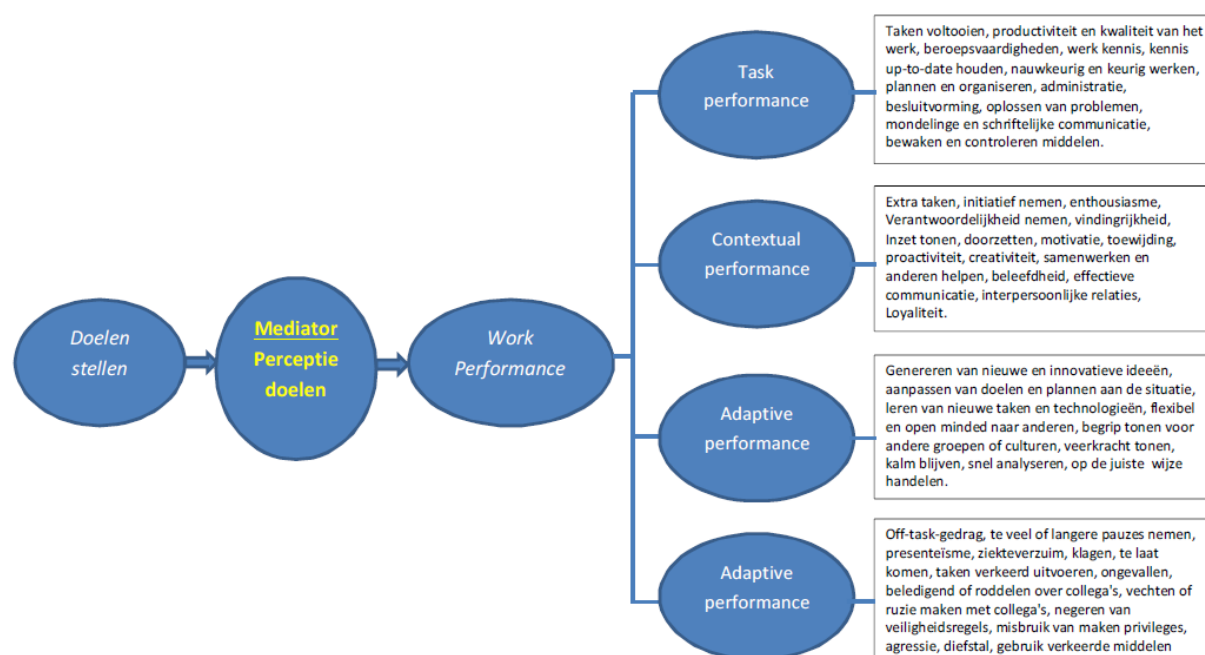 Doelen
stellen
Mediator
Perceptie
doelen
Work
Performance
Task
performance
Taken voltooien, productiviteit en kwaliteit van het
werk, beroepsvaardigheden, werk kennis, kennis
up-to-date houden, nauwkeurig en keurig werken,
plannen en organiseren, administratie,
besluitvorming, oplossen van problemen,
mondelinge en schriftelijke communicatie,
bewaken en controleren middelen.
Contextual
performance
Extra taken, initiatief nemen, enthousiasme,
Verantwoordelijkheid nemen, vindingrijkheid,
Inzet tonen, doorzetten, motivatie, toewijding,
proactiviteit, creativiteit, samenwerken en
anderen helpen, beleefdheid, effectieve
communicatie, interpersoonlijke relaties,
Loyaliteit.
Adaptive
performance
Genereren van nieuwe en innovatieve ideeën,
aanpassen van doelen en plannen aan de situatie,
leren van nieuwe taken en technologieën, flexibel
en open minded naar anderen, begrip tonen voor
andere groepen of culturen, veerkracht tonen,
kalm blijven, snel analyseren, op de juiste wijze
handelen.
Adaptive
performance
Off-task-gedrag, te veel of langere pauzes nemen,
presenteïsme, ziekteverzuim, klagen, te laat
komen, taken verkeerd uitvoeren, ongevallen,
beledigend of roddelen over collega's, vechten of
ruzie maken met collega's, negeren van
veiligheidsregels, misbruik van maken privileges,
agressie, diefstal, gebruik verkeerde middelen